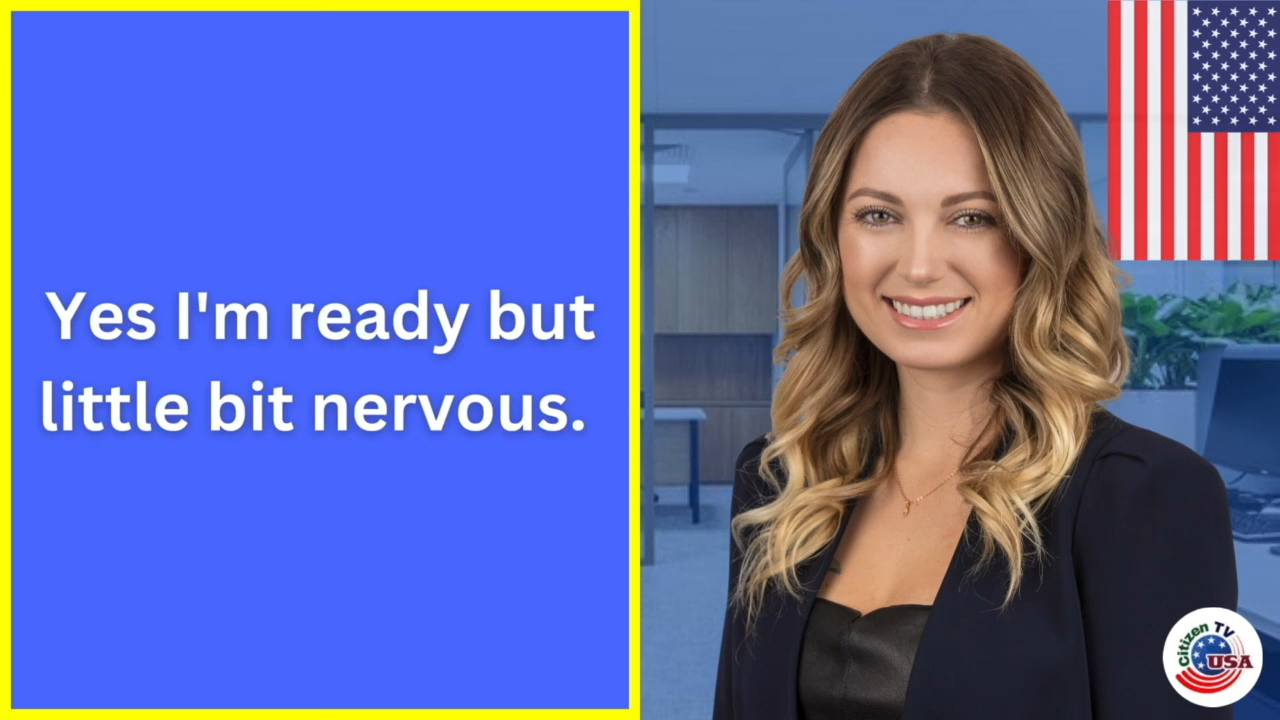 Yes I'm ready but
little bit nervous.
Citizen TV
USA